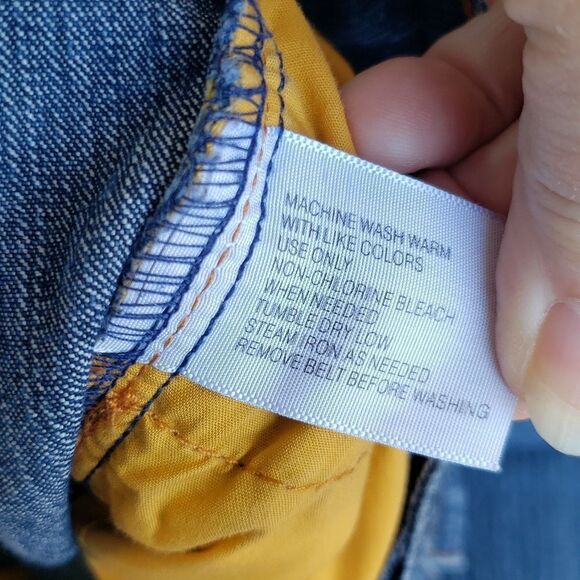 MACHINE WASH WARM
WITH LIKE COLORS
USE ONLY
NON-CHLORINE BLEACH
WHEN NEEDED
TUMBLE DRY LOW
STEAM IRON AS NEEDED
REMOVE BELT BEFORE WASHING